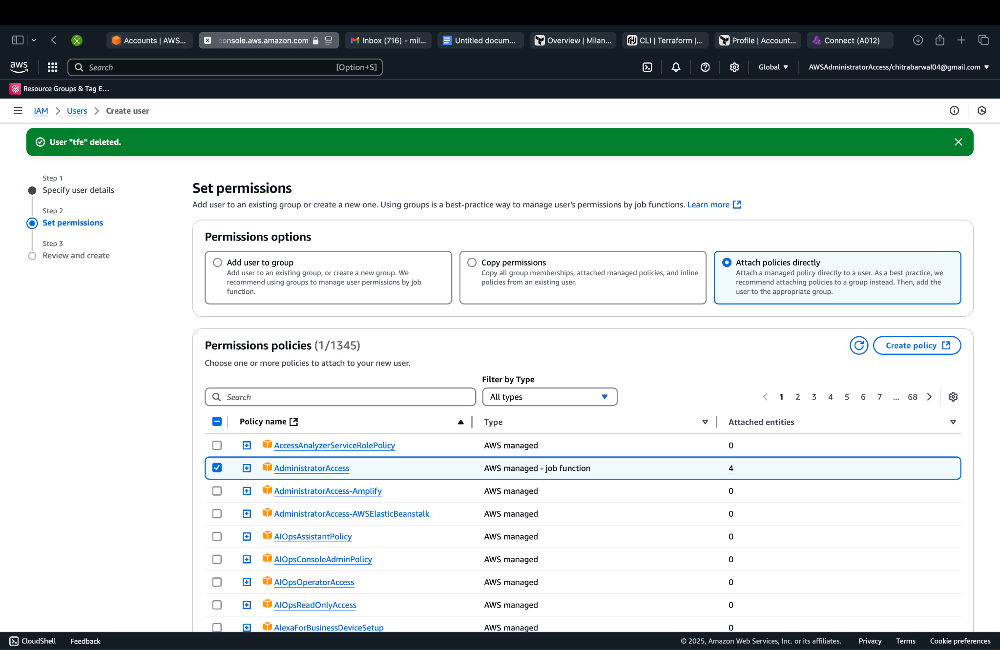 Accounts | AWS...
console.aws.amazon.com
Inbox (716) - mil...
Untitled docum...
Overview | Milan...
CLI | Terraform |...
Profile | Account...
Connect (A012)
aws
Search
[Option+S]
Global
AWSAdministratorAccess/chitrabarwal04@gmail.com
Resource Groups & Tag E...
IAM
Users
Create user
User "tfe" deleted.
Step 1
Specify user details
Step 2
Set permissions
Step 3
Review and create
Set permissions
Add user to an existing group or create a new one. Using groups is a best-practice way to manage user's permissions by job functions. Learn more
Permissions options
Add user to group
Add user to an existing group, or create a new group. We
recommend using groups to manage user permissions by job
function.
Copy permissions
Copy all group memberships, attached managed policies, and inline
policies from an existing user.
Attach policies directly
Attach a managed policy directly to a user. As a best practice, we
recommend attaching policies to a group instead. Then, add the
user to the appropriate group.
Permissions policies (1/1345)
Create policy
Choose one or more policies to attach to your new user.
Filter by Type
Search
All types
1 2 3 4 5 6 7 ... 68
Policy name
Type
Attached entities
AccessAnalyzerServiceRolePolicy AWS managed 0
AdministratorAccess AWS managed - job function 4
AdministratorAccess-Amplify AWS managed 0
AdministratorAccess-AWSElasticBeanstalk AWS managed 0
AIOpsAssistantPolicy AWS managed 0
AIOpsConsoleAdminPolicy AWS managed 0
AIOpsOperatorAccess AWS managed 0
AIOpsReadOnlyAccess AWS managed 0
AlexaForBusinessDeviceSetup AWS managed 0
CloudShell
Feedback
© 2025, Amazon Web Services, Inc. or its affiliates.
Privacy
Terms
Cookie preferences